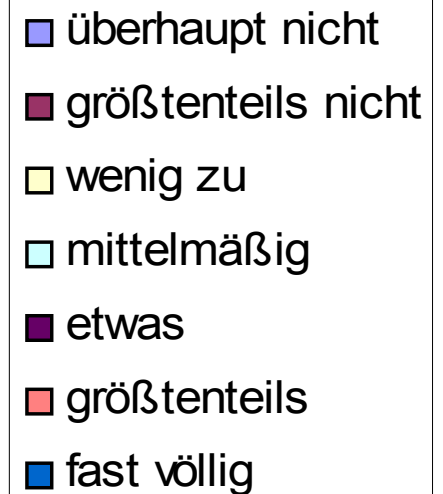 überhaupt nicht
größtenteils nicht
wenig zu
mittelmäßig
etwas
größtenteils
fast völlig